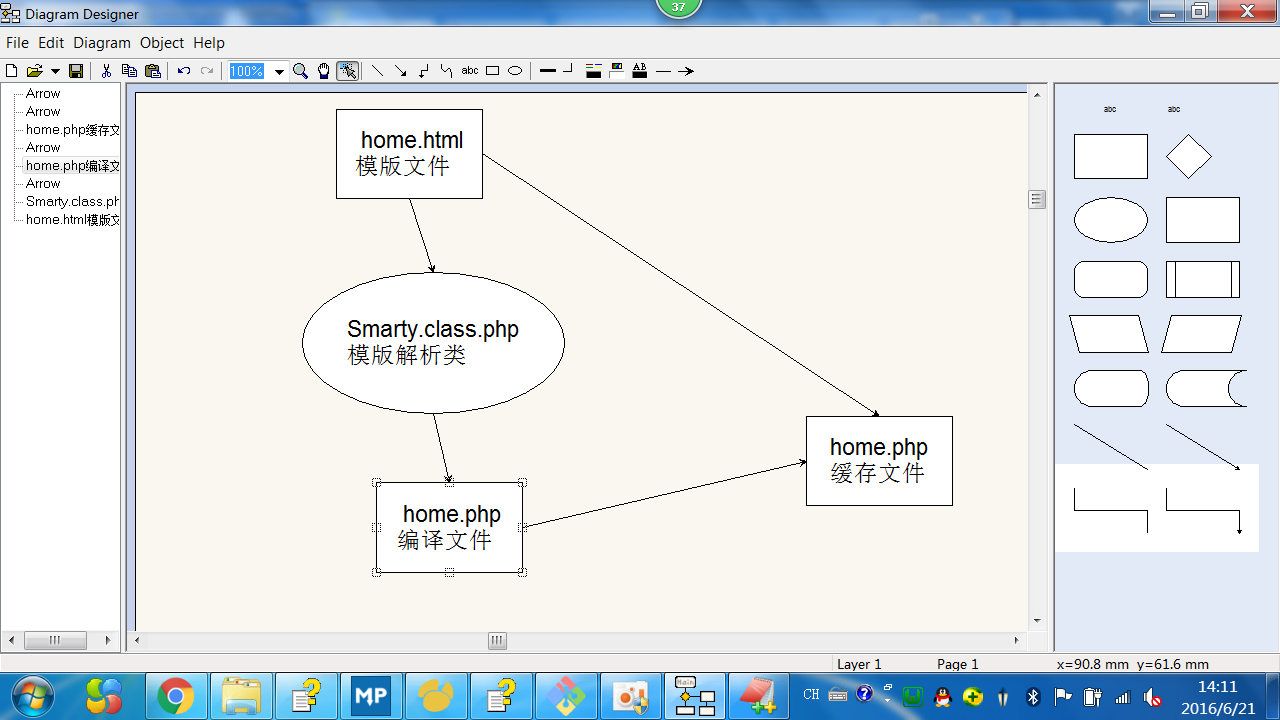 37
Diagram Designer
File Edit Diagram Object Help
100%
abc
AB
Arrow
Arrow
home.php缓存文
Arrow
home.php编译文
Arrow
Smarty.class.ph
home.html模版文
home.html
模版文件
Smarty.class.php
模版解析类
home.php
编译文件
home.php
缓存文件
abc abc
Layer 1 Page 1 x=90.8 mm y=61.6 mm
MP
Main
CH
14:11
2016/6/21